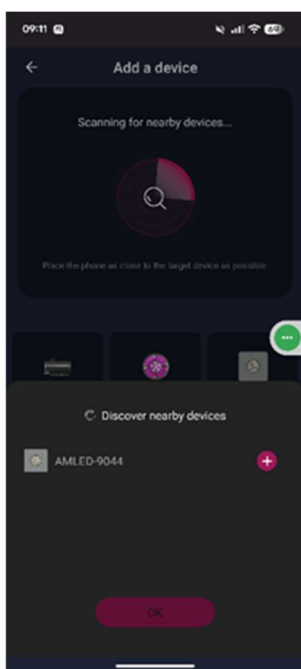 09:11
69
Add a device
Scanning for nearby devices...
Place the phone as close to the target device as possible
Discover nearby devices
AMLED-9044
OK